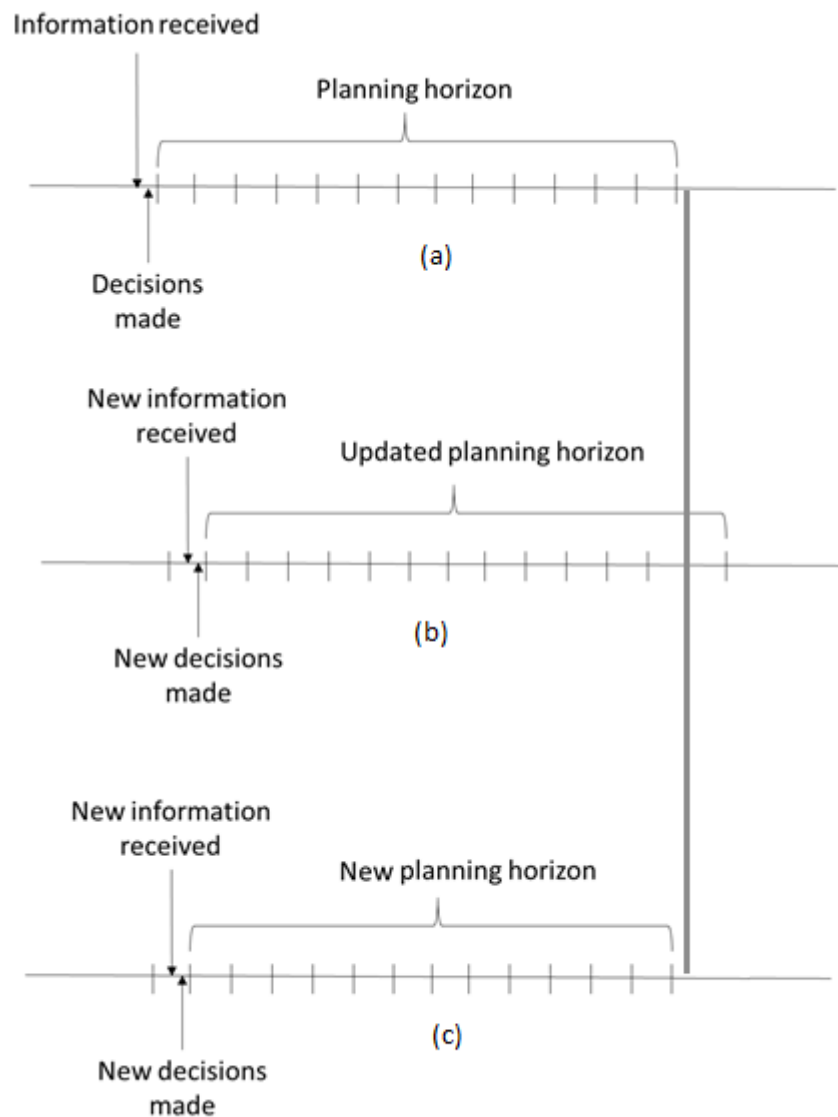 Information received
Planning horizon
(a)
Decisions
made
New information
received
Updated planning horizon
(b)
New decisions
made
New information
received
New planning horizon
(c)
New decisions
made